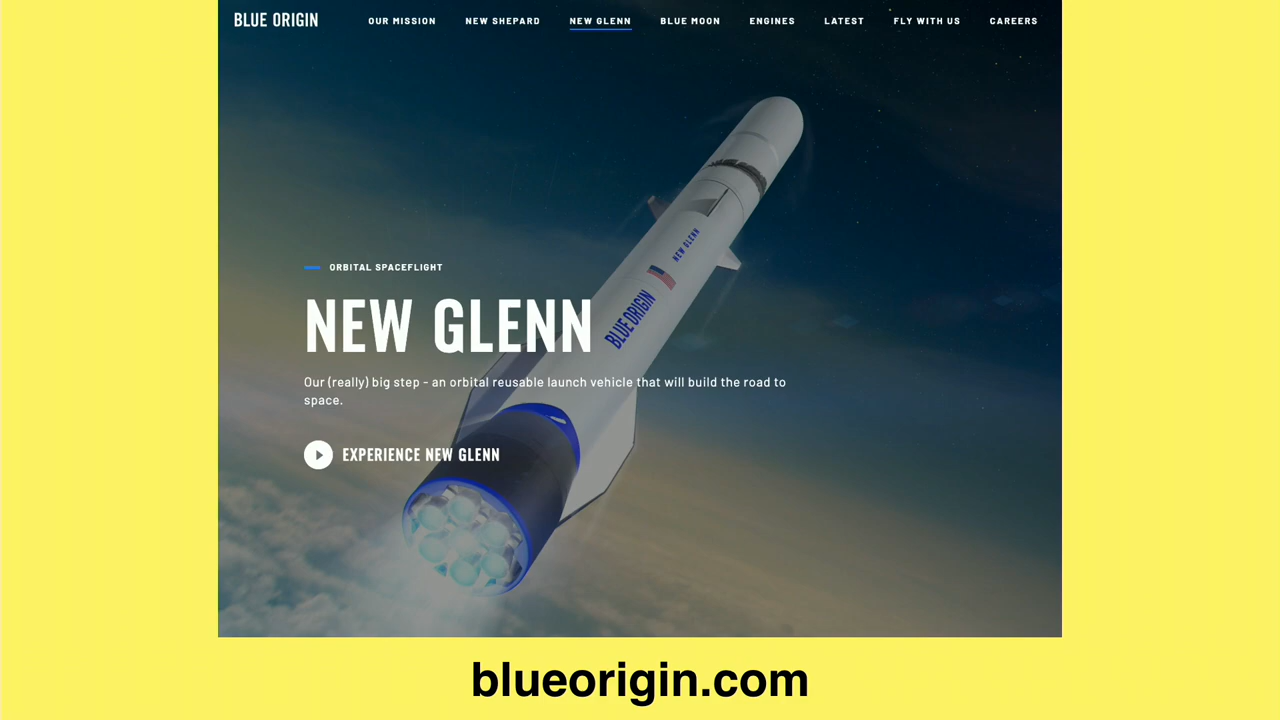 BLUE ORIGIN
OUR MISSION
NEW SHEPARD
NEW GLENN
BLUE MOON
ENGINES
LATEST
FLY WITH US
CAREERS
NEW GLENN
BLUE ORIGIN
ORBITAL SPACEFLIGHT
NEW GLENN
Our (really) big step - an orbital reusable launch vehicle that will build the road to
space.
EXPERIENCE NEW GLENN
blueorigin.com